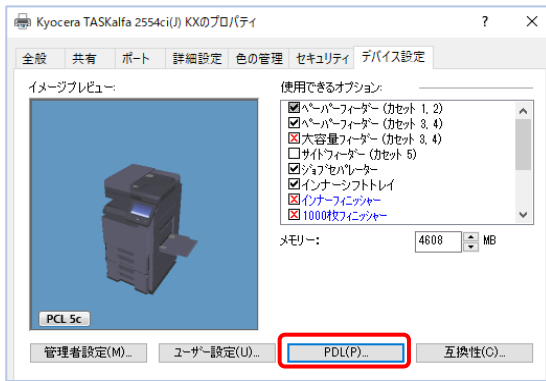 Kyocera TASKalfa 2554ci(J) KXのプロパティ
全般 共有 ポート 詳細設定 色の管理 セキュリティ デバイス設定
イメージプレビュー:
使用できるオプション:
ペーパーフィーダー (カセット 1, 2)
ペーパーフィーダー (カセット 3, 4)
大容量フィーダー (カセット 3, 4)
サイドフィーダー (カセット 5)
ジョブセパレーター
インナーシフトトレイ
インナーフィニッシャー
1000枚フィニッシャー
メモリー: 4608 MB
PCL 5c
管理者設定(M)... ユーザー設定(U)... PDL(P)... 互換性(C)...